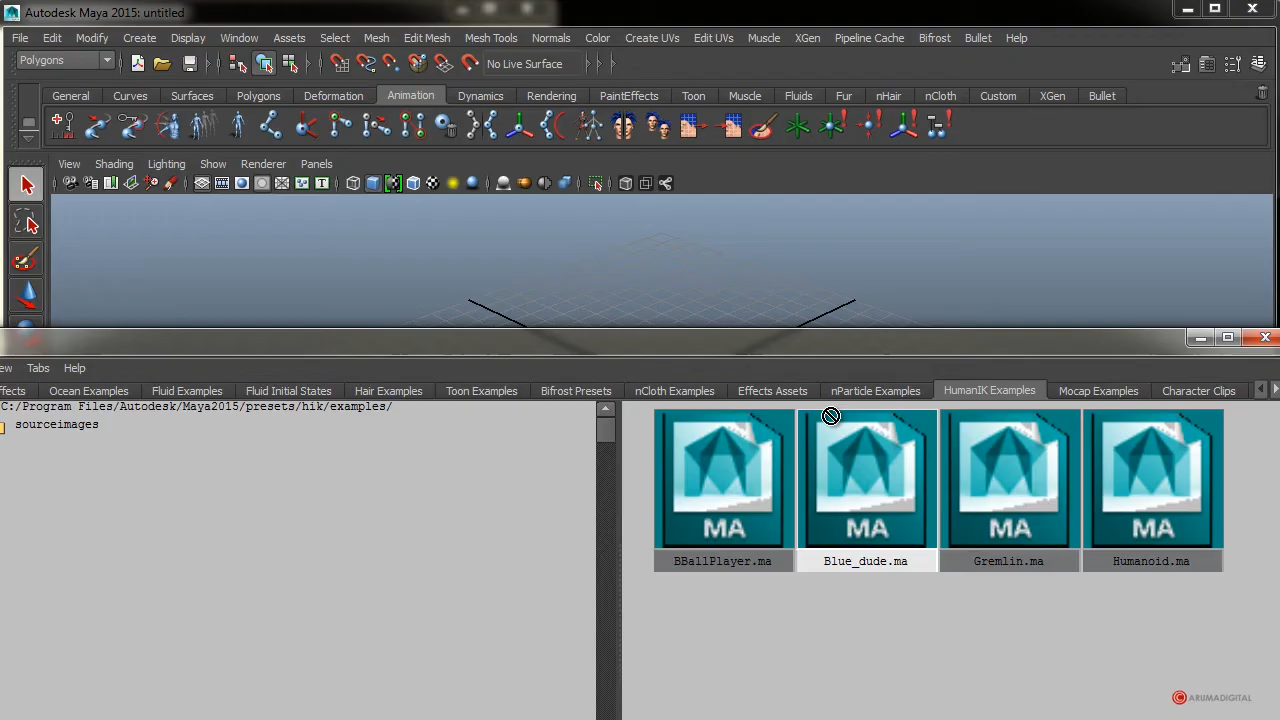 Autodesk Maya 2015: untitled
File Edit Modify Create Display Window Assets Select Mesh Edit Mesh Mesh Tools Normals Color Create UVs Edit UVs Muscle XGen Pipeline Cache Bifrost Bullet Help
Polygons No Live Surface
General Curves Surfaces Polygons Deformation Animation Dynamics Rendering PaintEffects Toon Muscle Fluids Fur nHair nCloth Custom XGen Bullet
View Shading Lighting Show Renderer Panels
ew Tabs Help
ffects Ocean Examples Fluid Examples Fluid Initial States Hair Examples Toon Examples Bifrost Presets nCloth Examples Effects Assets nParticle Examples HumanIK Examples Mocap Examples Character Clips
C:/Program Files/Autodesk/Maya2015/presets/hik/examples/
sourceimages
MA MA MA MA
BBallPlayer.ma Blue_dude.ma Gremlin.ma Humanoid.ma
C ARUMADIGITAL